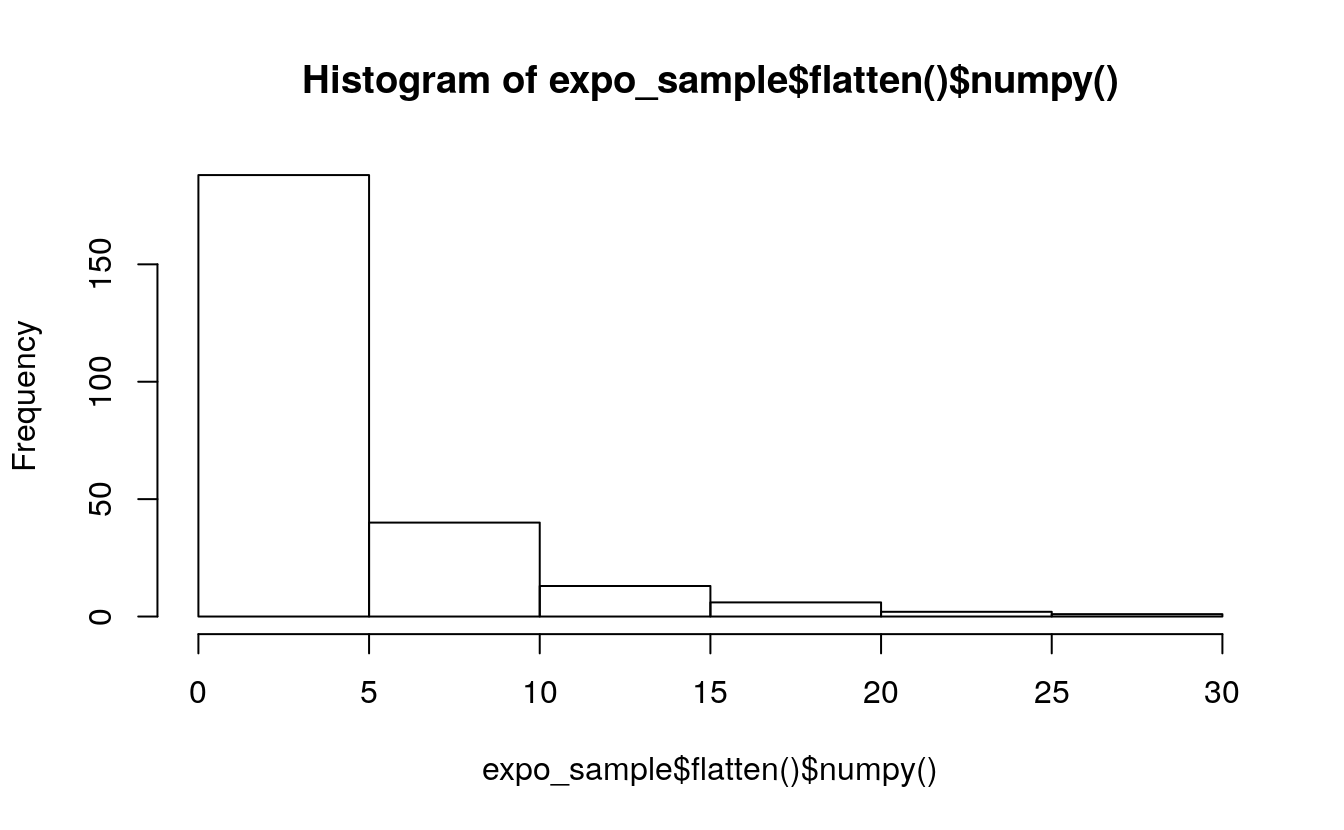 Histogram of expo_sample$flatten()$numpy()
Frequency
150
100
50
0
0 5 10 15 20 25 30
expo_sample$flatten()$numpy()